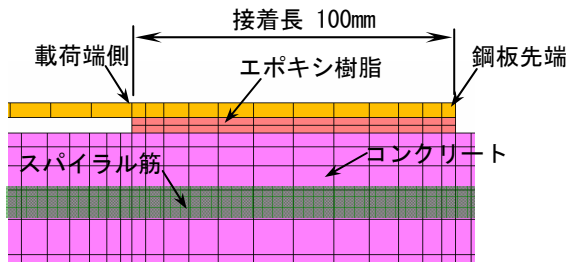 接着長 100mm
載荷端側
エポキシ樹脂
鋼板先端
コンクリート
スパイラル筋